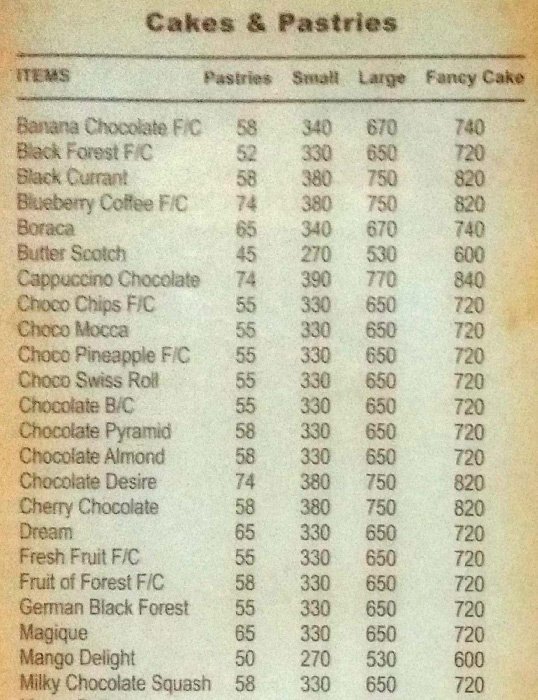 Cakes & Pastries
ITEMS Pastries Small Large Fancy Cake
Banana Chocolate F/C 58 340 670 740
Black Forest F/C 52 330 650 720
Black Currant 58 380 750 820
Blueberry Coffee F/C 74 380 750 820
Boraca 65 340 670 740
Butter Scotch 45 270 530 600
Cappuccino Chocolate 74 390 770 840
Choco Chips F/C 55 330 650 720
Choco Mocca 55 330 650 720
Choco Pineapple F/C 55 330 650 720
Choco Swiss Roll 55 330 650 720
Chocolate B/C 55 330 650 720
Chocolate Pyramid 58 330 650 720
Chocolate Almond 58 330 650 720
Chocolate Desire 74 380 750 820
Cherry Chocolate 58 380 750 820
Dream 65 330 650 720
Fresh Fruit F/C 55 330 650 720
Fruit of Forest F/C 58 330 650 720
German Black Forest 55 330 650 720
Magique 65 330 650 720
Mango Delight 50 270 530 600
Milky Chocolate Squash 58 330 650 720